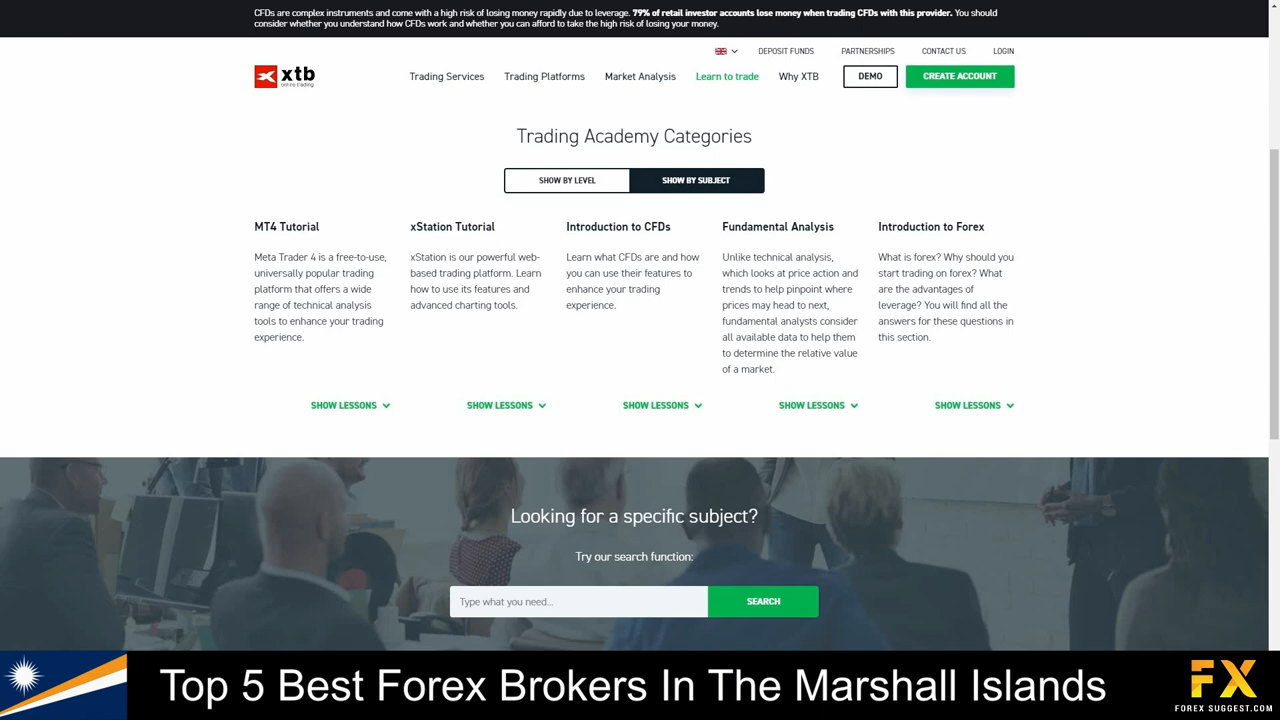 CFDs are complex instruments and come with a high risk of losing money rapidly due to leverage. 79% of retail investor accounts lose money when trading CFDs with this provider. You should
consider whether you understand how CFDs work and whether you can afford to take the high risk of losing your money.
DEPOSIT FUNDS PARTNERSHIPS CONTACT US LOGIN
xtb
online trading
Trading Services Trading Platforms Market Analysis Learn to trade Why XTB DEMO CREATE ACCOUNT
Trading Academy Categories
SHOW BY LEVEL SHOW BY SUBJECT
MT4 Tutorial
Meta Trader 4 is a free-to-use,
universally popular trading
platform that offers a wide
range of technical analysis
tools to enhance your trading
experience.
SHOW LESSONS
xStation Tutorial
xStation is our powerful web-
based trading platform. Learn
how to use its features and
advanced charting tools.
SHOW LESSONS
Introduction to CFDs
Learn what CFDs are and how
you can use their features to
enhance your trading
experience.
SHOW LESSONS
Fundamental Analysis
Unlike technical analysis,
which looks at price action and
trends to help pinpoint where
prices may head to next,
fundamental analysts consider
all available data to help them
to determine the relative value
of a market.
SHOW LESSONS
Introduction to Forex
What is forex? Why should you
start trading on forex? What
are the advantages of
leverage? You will find all the
answers for these questions in
this section.
SHOW LESSONS
Looking for a specific subject?
Try our search function:
Type what you need... SEARCH
Top 5 Best Forex Brokers In The Marshall Islands
FX
FOREX SUGGEST.COM